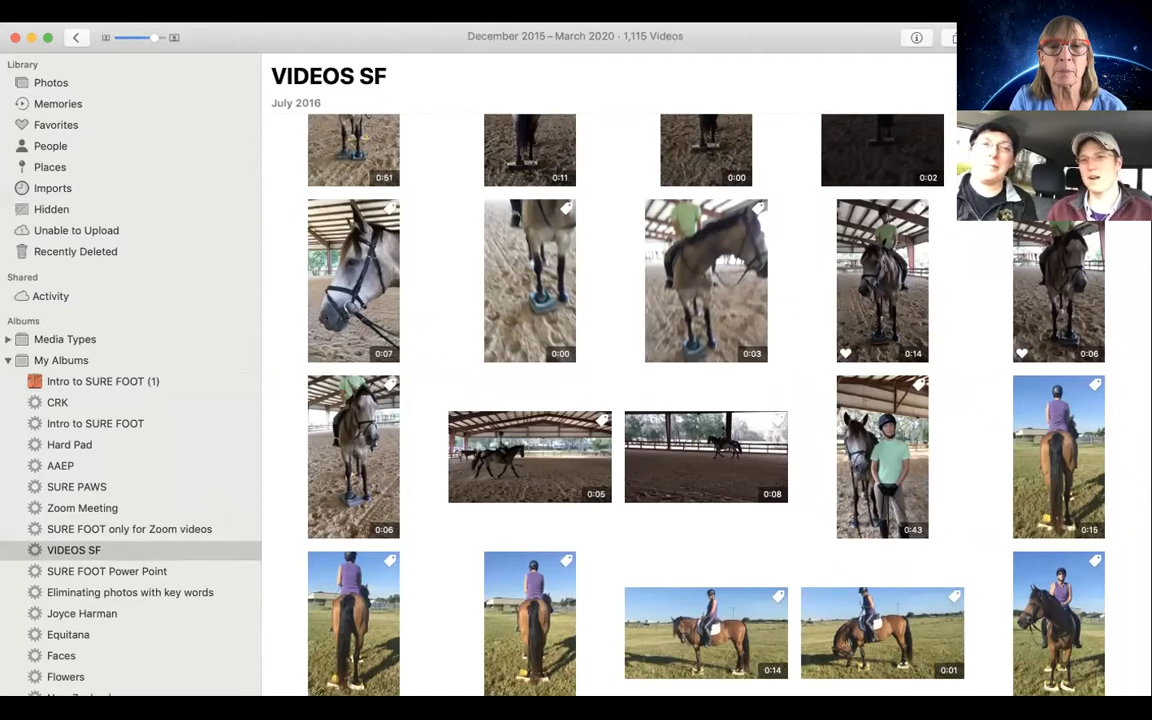 December 2015 – March 2020 · 1,115 Videos
Library
Photos
Memories
Favorites
People
Places
Imports
Hidden
Unable to Upload
Recently Deleted
Shared
Activity
Albums
Media Types
My Albums
Intro to SURE FOOT (1)
CRK
Intro to SURE FOOT
Hard Pad
AAEP
SURE PAWS
Zoom Meeting
SURE FOOT only for Zoom videos
VIDEOS SF
SURE FOOT Power Point
Eliminating photos with key words
Joyce Harman
Equitana
Faces
Flowers
VIDEOS SF
July 2016
0:51
0:11
0:00
0:02
0:07
0:00
0:03
0:14
0:06
0:06
0:05
0:08
0:43
0:15
0:14
0:01